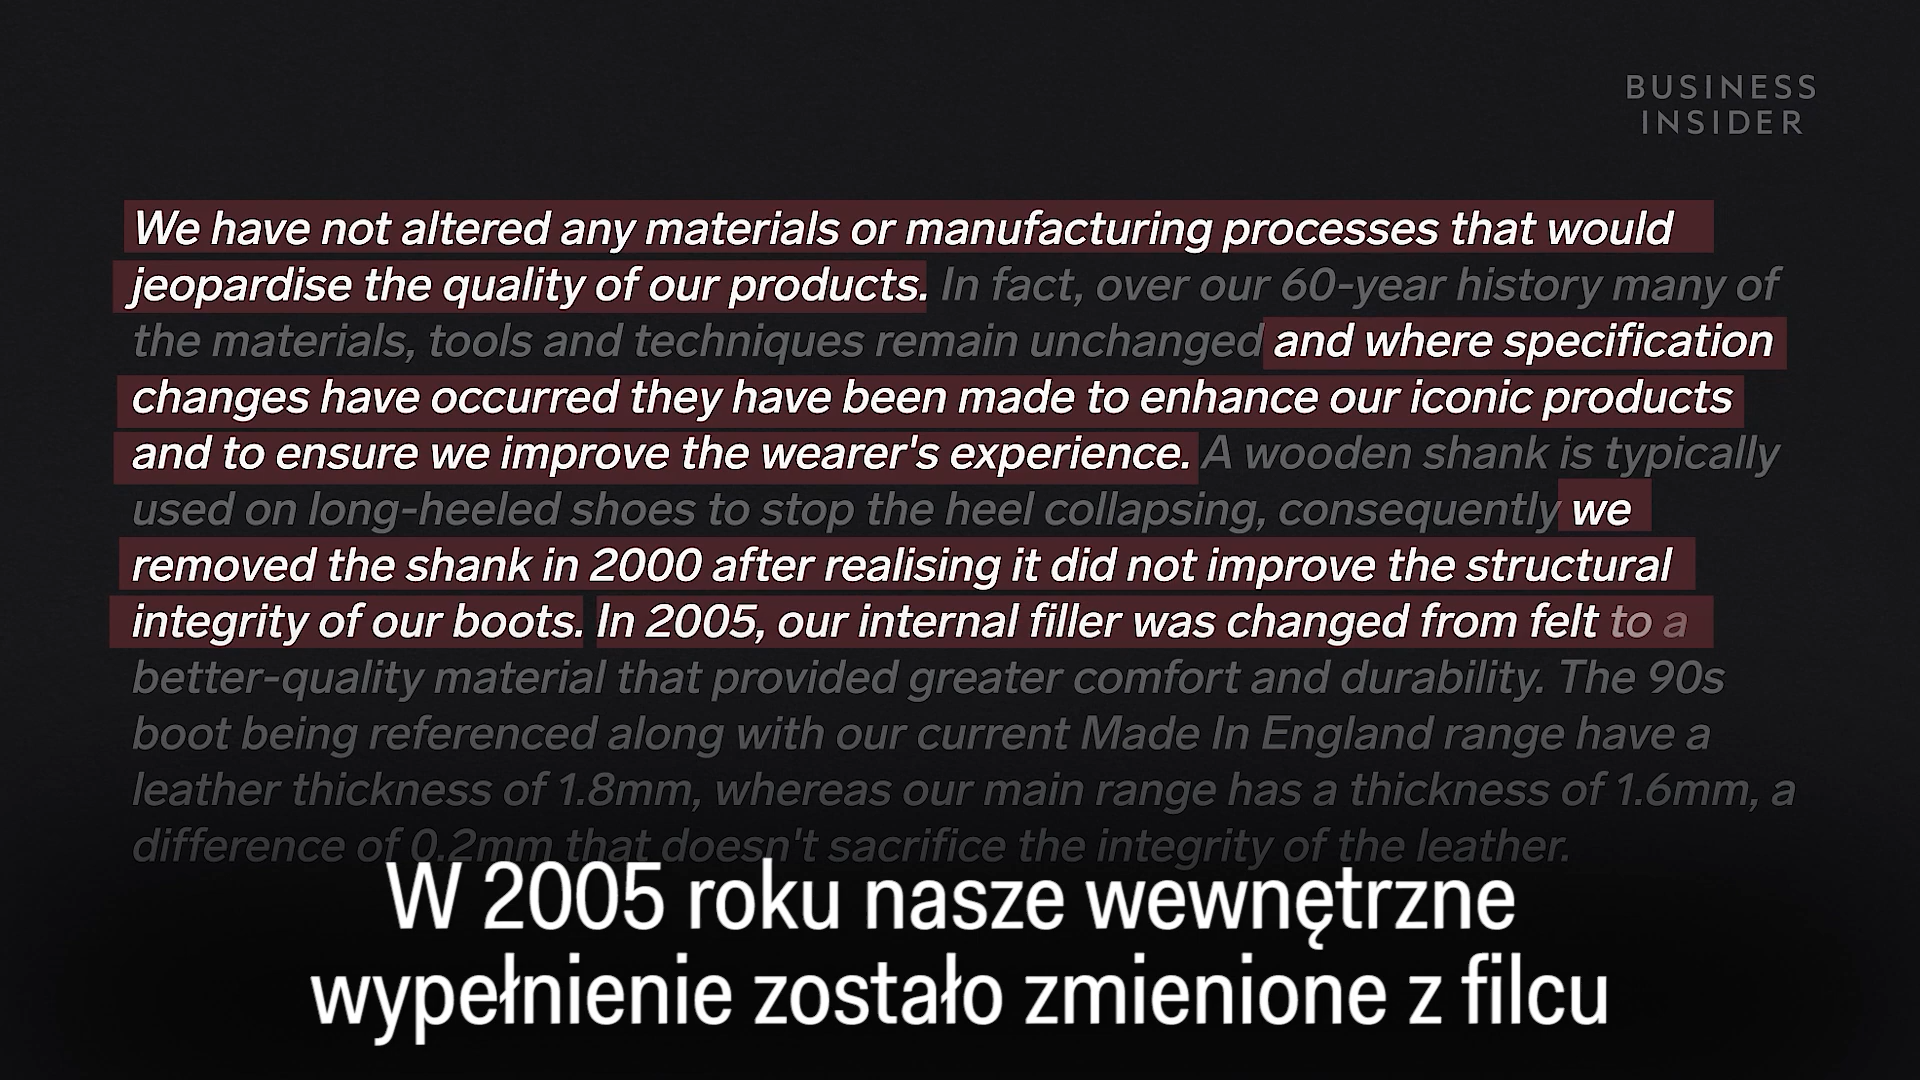 BUSINESS
INSIDER
We have not altered any materials or manufacturing processes that would
jeopardise the quality of our products. In fact, over our 60-year history many of
the materials, tools and techniques remain unchanged and where specification
changes have occurred they have been made to enhance our iconic products
and to ensure we improve the wearer's experience. A wooden shank is typically
used on long-heeled shoes to stop the heel collapsing, consequently we
removed the shank in 2000 after realising it did not improve the structural
integrity of our boots. In 2005, our internal filler was changed from felt to a
better-quality material that provided greater comfort and durability. The 90s
boot being referenced along with our current Made In England range have a
leather thickness of 1.8mm, whereas our main range has a thickness of 1.6mm, a
difference of 0.2mm that doesn't sacrifice the integrity of the leather.
W 2005 roku nasze wewnętrzne
wypełnienie zostało zmienione z filcu